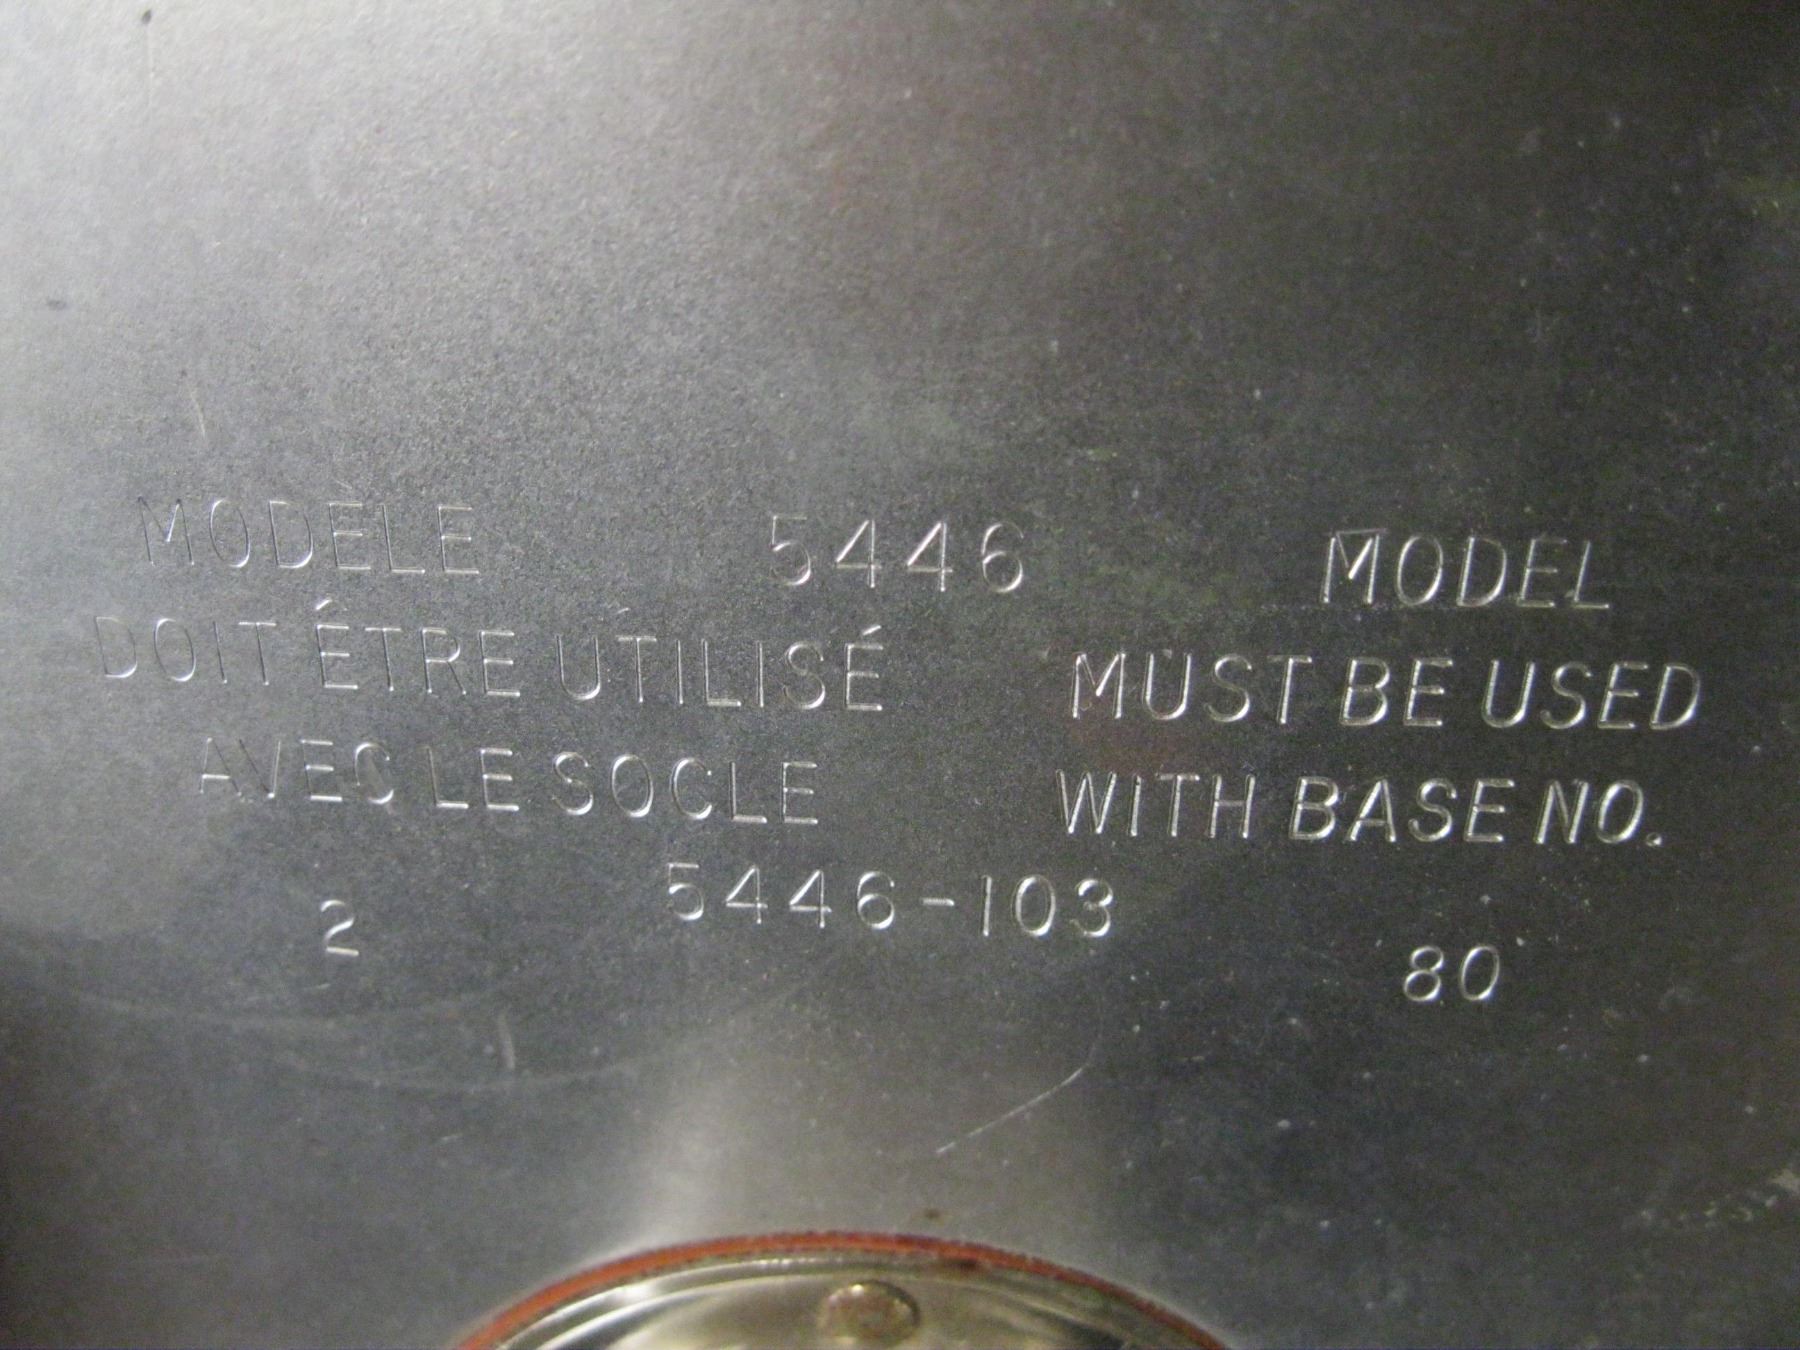 MODELE 5446 MODEL
DOIT ÊTRE UTILISÉ MUST BE USED
AVEC LE SOCLE WITH BASE NO.
5446-103
2 80